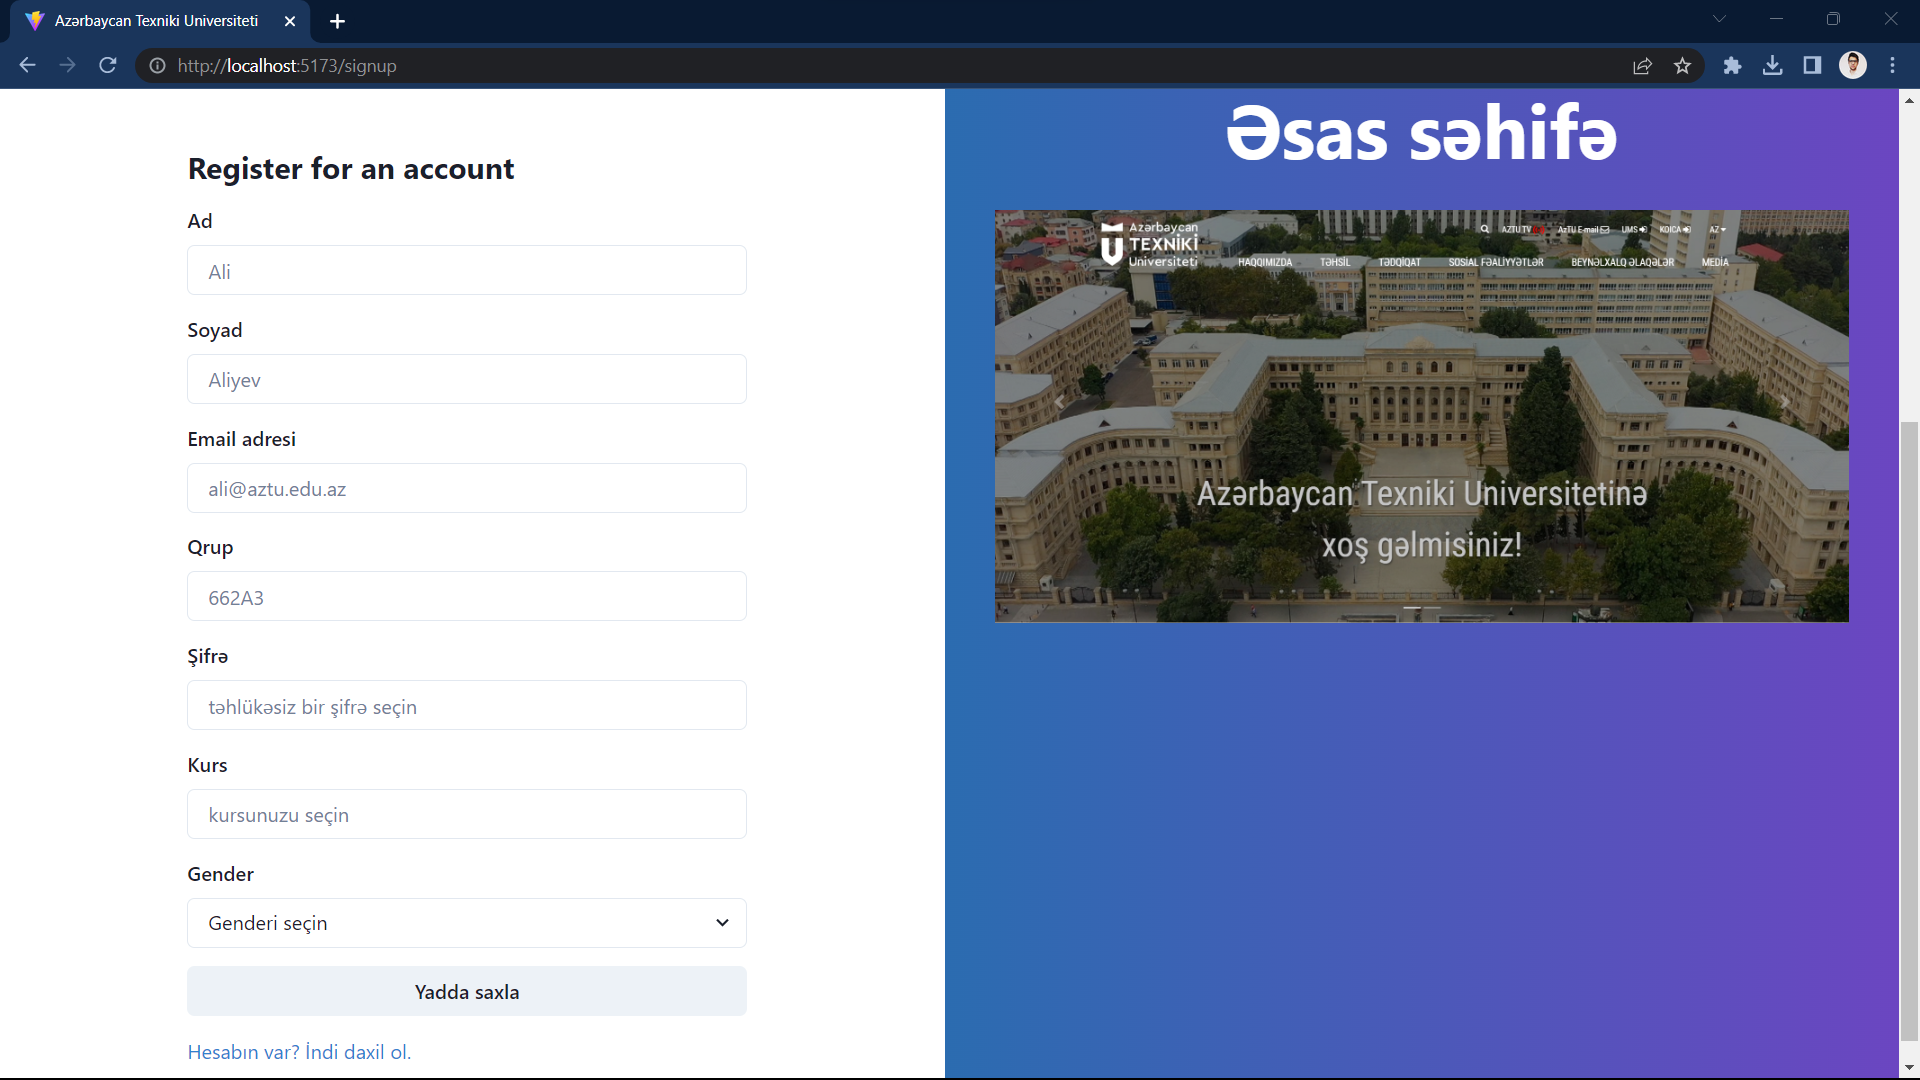 Azərbaycan Texniki Universiteti
http://localhost:5173/signup
Register for an account
Ad
Ali
Soyad
Aliyev
Email adresi
ali@aztu.edu.az
Qrup
662A3
Şifrə
təhlükəsiz bir şifrə seçin
Kurs
kursunuzu seçin
Gender
Genderi seçin
Yadda saxla
Hesabın var? İndi daxil ol.
Əsas səhifə
Azərbaycan
TEXNİKİ
Universiteti
AZTU TV AzTU E-mail UMS KOICA AZ
HAQQIMIZDA TƏHSİL TƏDQİQAT SOSİAL FƏALİYYƏTLƏR BEYNƏLXALQ ƏLAQƏLƏR MEDIA
Azərbaycan Texniki Universitetinə
xoş gəlmisiniz!